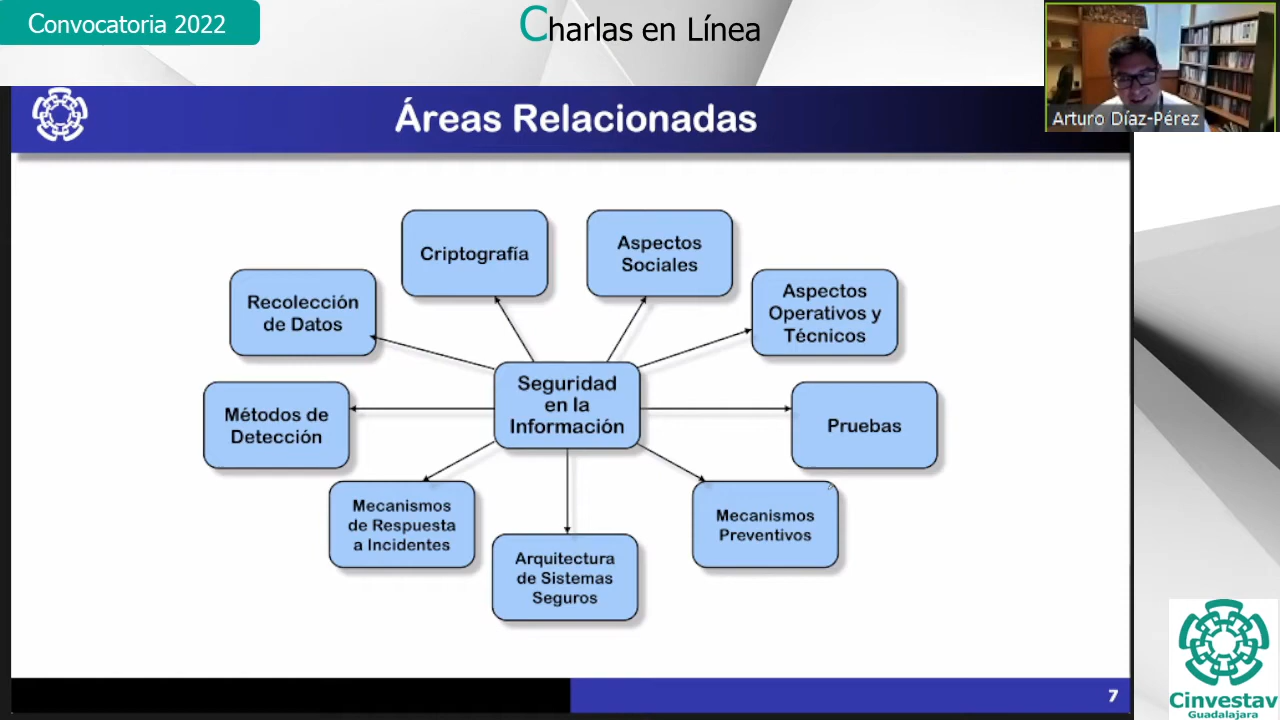 Convocatoria 2022
Charlas en Línea
Arturo Díaz-Pérez
Áreas Relacionadas
Criptografía
Aspectos
Sociales
Recolección
de Datos
Aspectos
Operativos y
Técnicos
Seguridad
en la
Información
Métodos de
Detección
Pruebas
Mecanismos
de Respuesta
a Incidentes
Arquitectura
de Sistemas
Seguros
Mecanismos
Preventivos
7
Cinvestav
Guadalajara